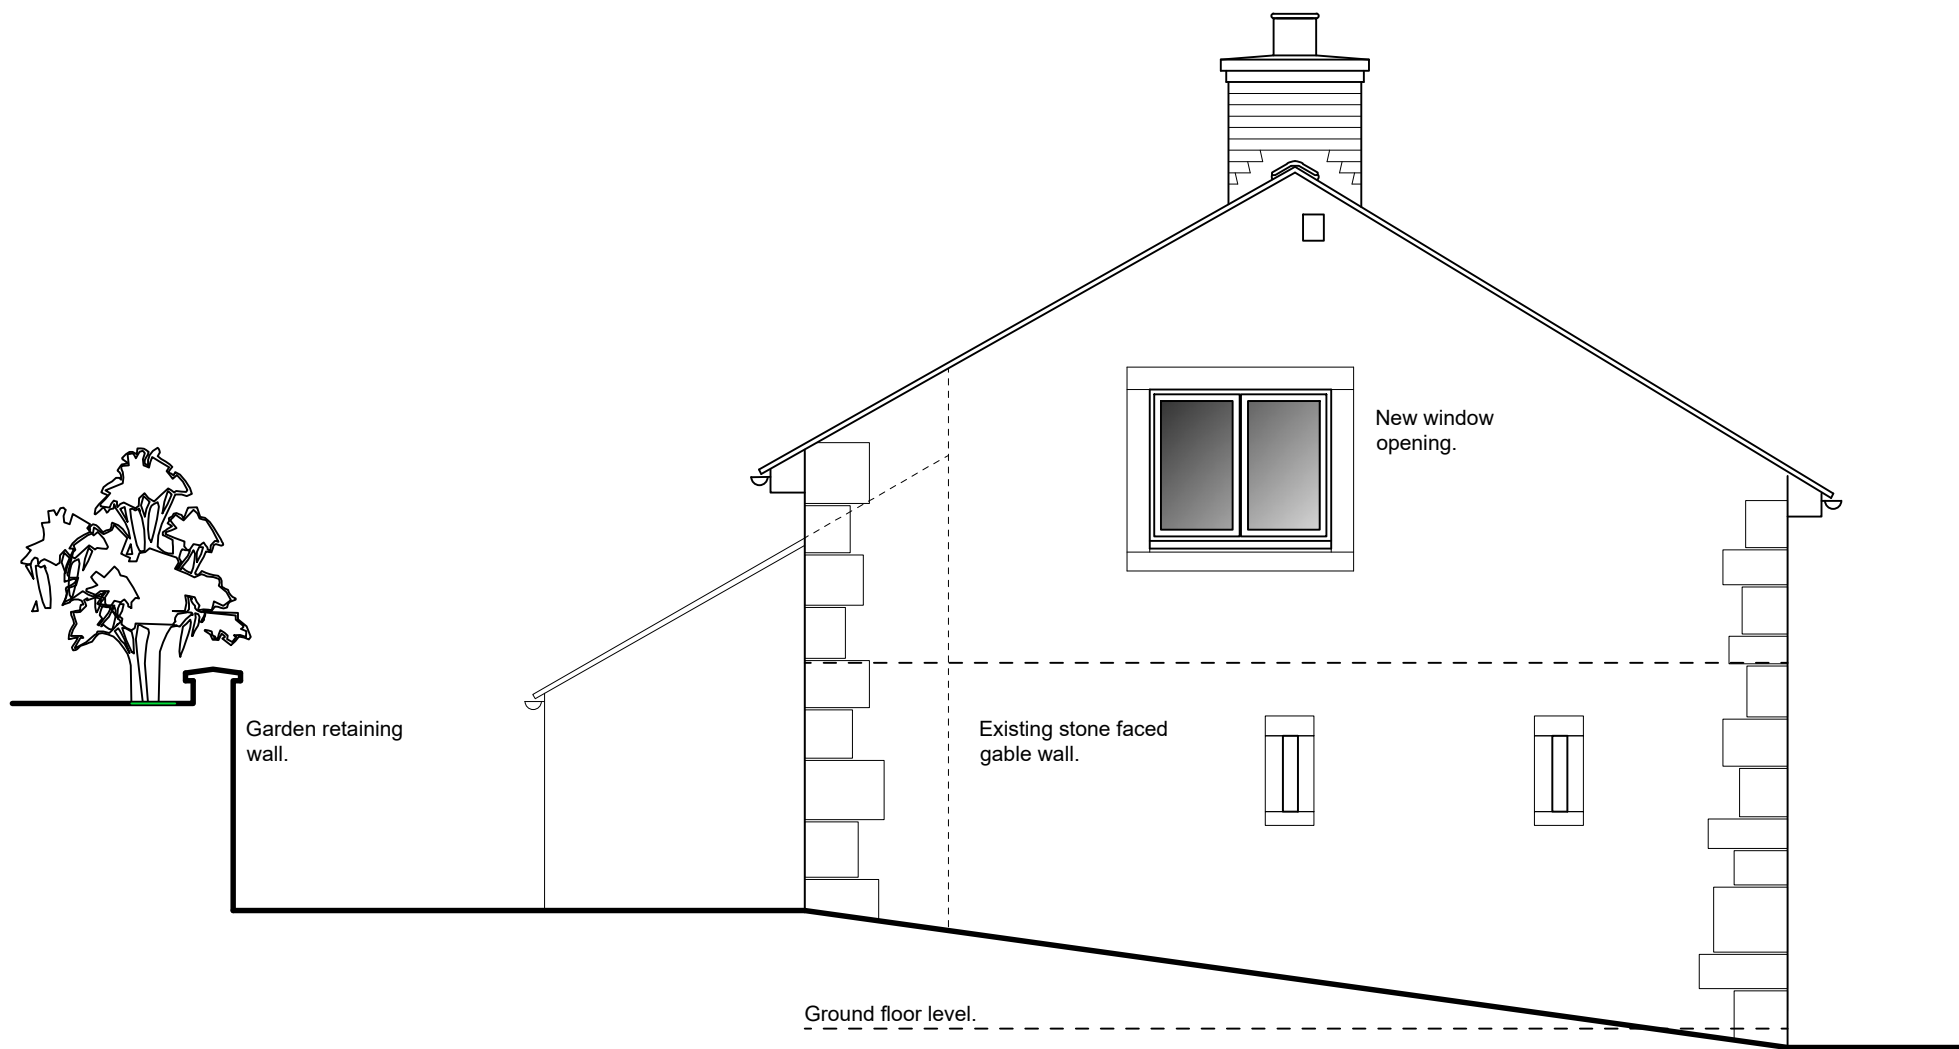 New window
opening.
Garden retaining
wall.
Existing stone faced
gable wall.
Ground floor level.